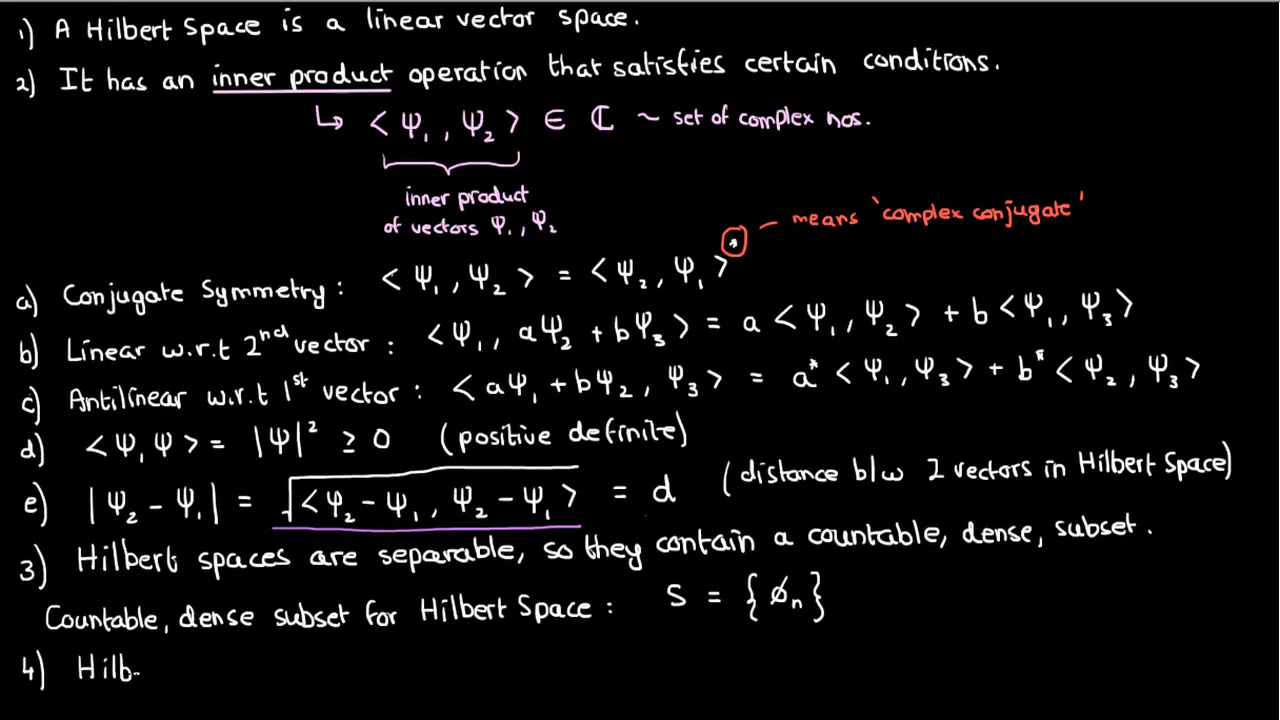 1) A Hilbert Space is a linear vector space.
2) It has an inner product operation that satisfies certain conditions.
↳ < Ψ₁ , Ψ₂ > ∈ ℂ ~ set of complex nos.
inner product
of vectors Ψ₁ , Ψ₂
* — means 'complex conjugate'
a) Conjugate Symmetry : < Ψ₁ , Ψ₂ > = < Ψ₂ , Ψ₁ >*
b) Linear w.r.t 2nd vector : < Ψ₁ , aΨ₂ + bΨ₃ > = a < Ψ₁ , Ψ₂ > + b < Ψ₁ , Ψ₃ >
c) Antilinear w.r.t 1st vector : < aΨ₁ + bΨ₂ , Ψ₃ > = a* < Ψ₁ , Ψ₃ > + b* < Ψ₂ , Ψ₃ >
d) < Ψ , Ψ > = |Ψ|² ≥ 0 (positive definite)
e) | Ψ₂ − Ψ₁ | = √< Ψ₂ − Ψ₁ , Ψ₂ − Ψ₁ > = d (distance b/w 2 vectors in Hilbert Space)
3) Hilbert spaces are separable, so they contain a countable, dense, subset.
Countable, dense subset for Hilbert Space : S = { ϕₙ }
4) Hilb